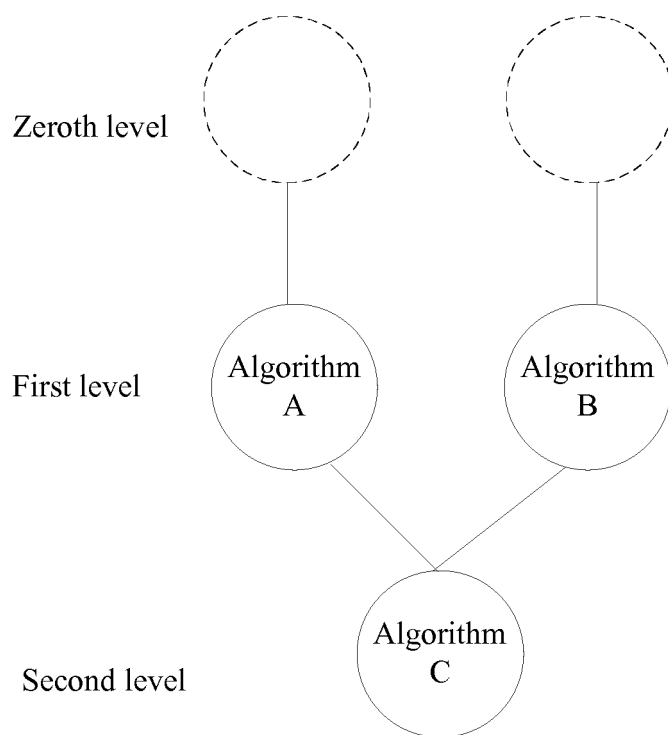 Zeroth level
First level
Algorithm
A
Algorithm
B
Second level
Algorithm
C